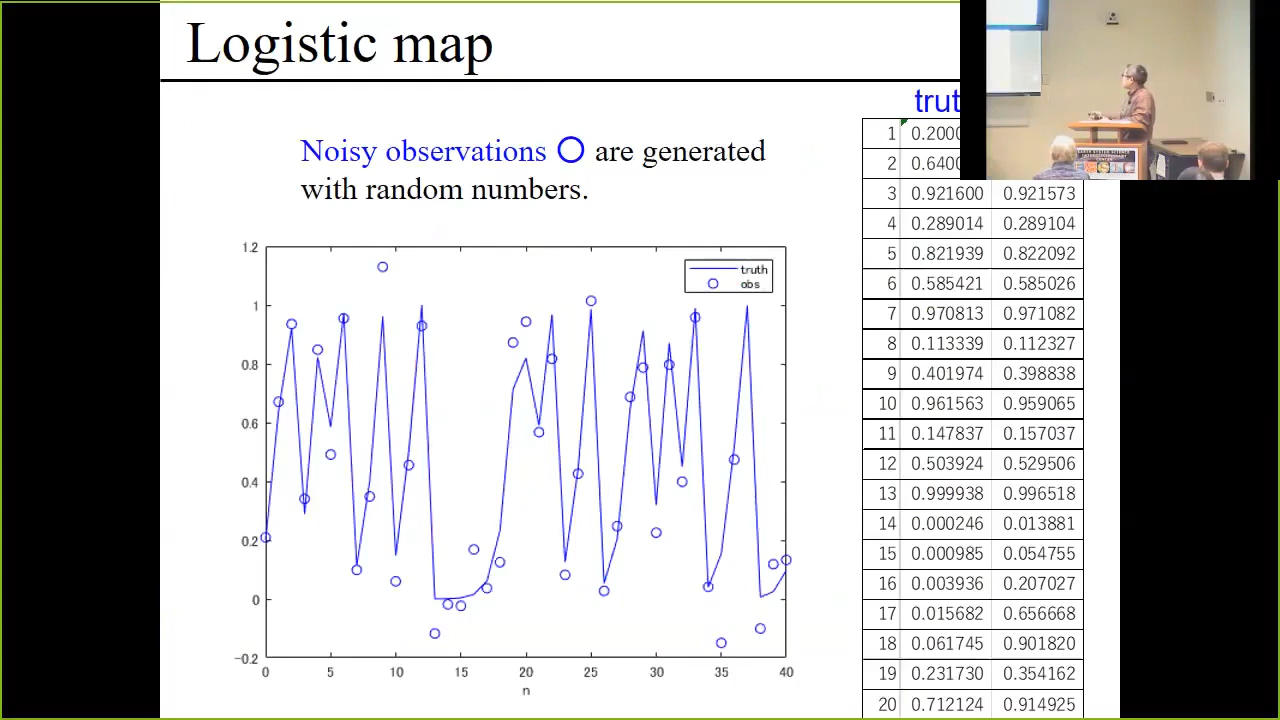 Logistic map
Noisy observations are generated
with random numbers.
1.2
1
0.8
0.6
0.4
0.2
0
−0.2
0 5 10 15 20 25 30 35 40
n
truth
obs
1
2
3 0.921600 0.921573
4 0.289014 0.289104
5 0.821939 0.822092
6 0.585421 0.585026
7 0.970813 0.971082
8 0.113339 0.112327
9 0.401974 0.398838
10 0.961563 0.959065
11 0.147837 0.157037
12 0.503924 0.529506
13 0.999938 0.996518
14 0.000246 0.013881
15 0.000985 0.054755
16 0.003936 0.207027
17 0.015682 0.656668
18 0.061745 0.901820
19 0.231730 0.354162
20 0.712124 0.914925